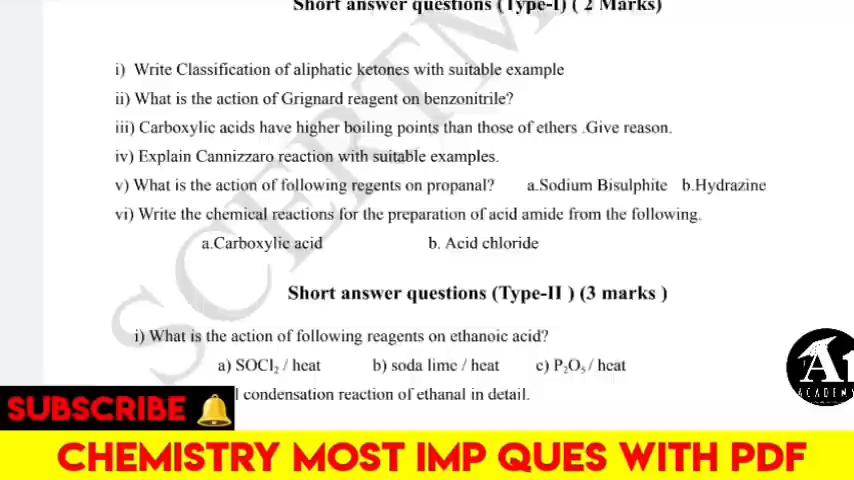 Short answer questions (Type-I) ( 2 Marks)
i) Write Classification of aliphatic ketones with suitable example
ii) What is the action of Grignard reagent on benzonitrile?
iii) Carboxylic acids have higher boiling points than those of ethers .Give reason.
iv) Explain Cannizzaro reaction with suitable examples.
v) What is the action of following regents on propanal? a.Sodium Bisulphite b.Hydrazine
vi) Write the chemical reactions for the preparation of acid amide from the following.
a.Carboxylic acid b. Acid chloride
Short answer questions (Type-II ) (3 marks )
i) What is the action of following reagents on ethanoic acid?
a) SOCl₂ / heat b) soda lime / heat c) P₂O₅ / heat
condensation reaction of ethanal in detail.
SCERTM
A1
ACADEMY
SUBSCRIBE
CHEMISTRY MOST IMP QUES WITH PDF